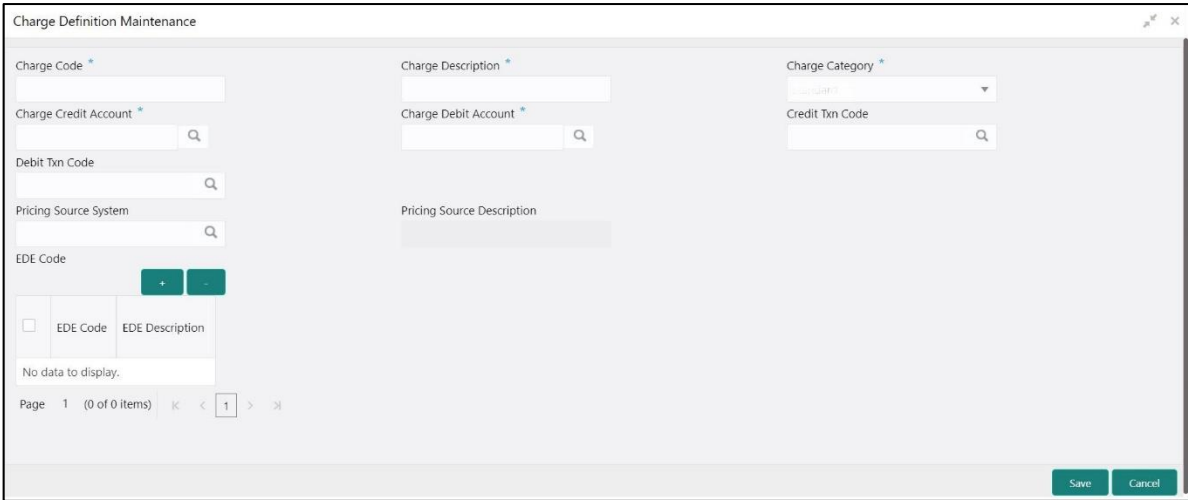 Charge Definition Maintenance
Charge Code * Charge Description * Charge Category *
Charge Credit Account * Charge Debit Account * Credit Txn Code
Debit Txn Code
Pricing Source System Pricing Source Description
EDE Code
+ -
EDE Code EDE Description
No data to display.
Page 1 (0 of 0 items) 1
Save Cancel